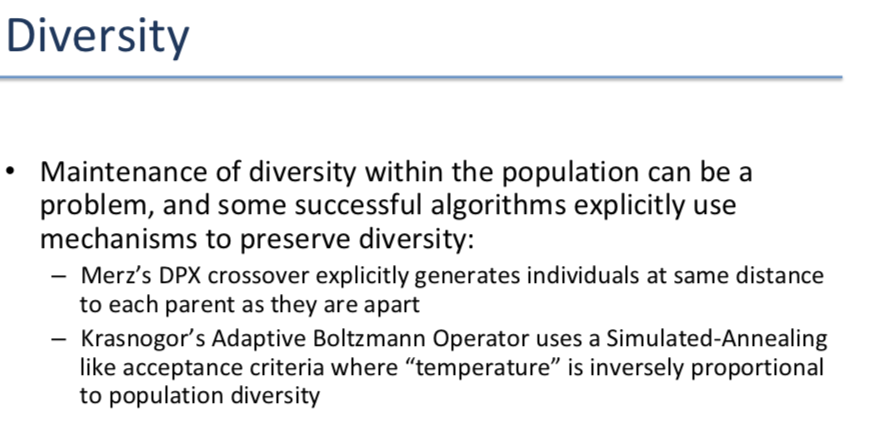 Diversity
• Maintenance of diversity within the population can be a
problem, and some successful algorithms explicitly use
mechanisms to preserve diversity:
– Merz’s DPX crossover explicitly generates individuals at same distance
to each parent as they are apart
– Krasnogor’s Adaptive Boltzmann Operator uses a Simulated-Annealing
like acceptance criteria where “temperature” is inversely proportional
to population diversity